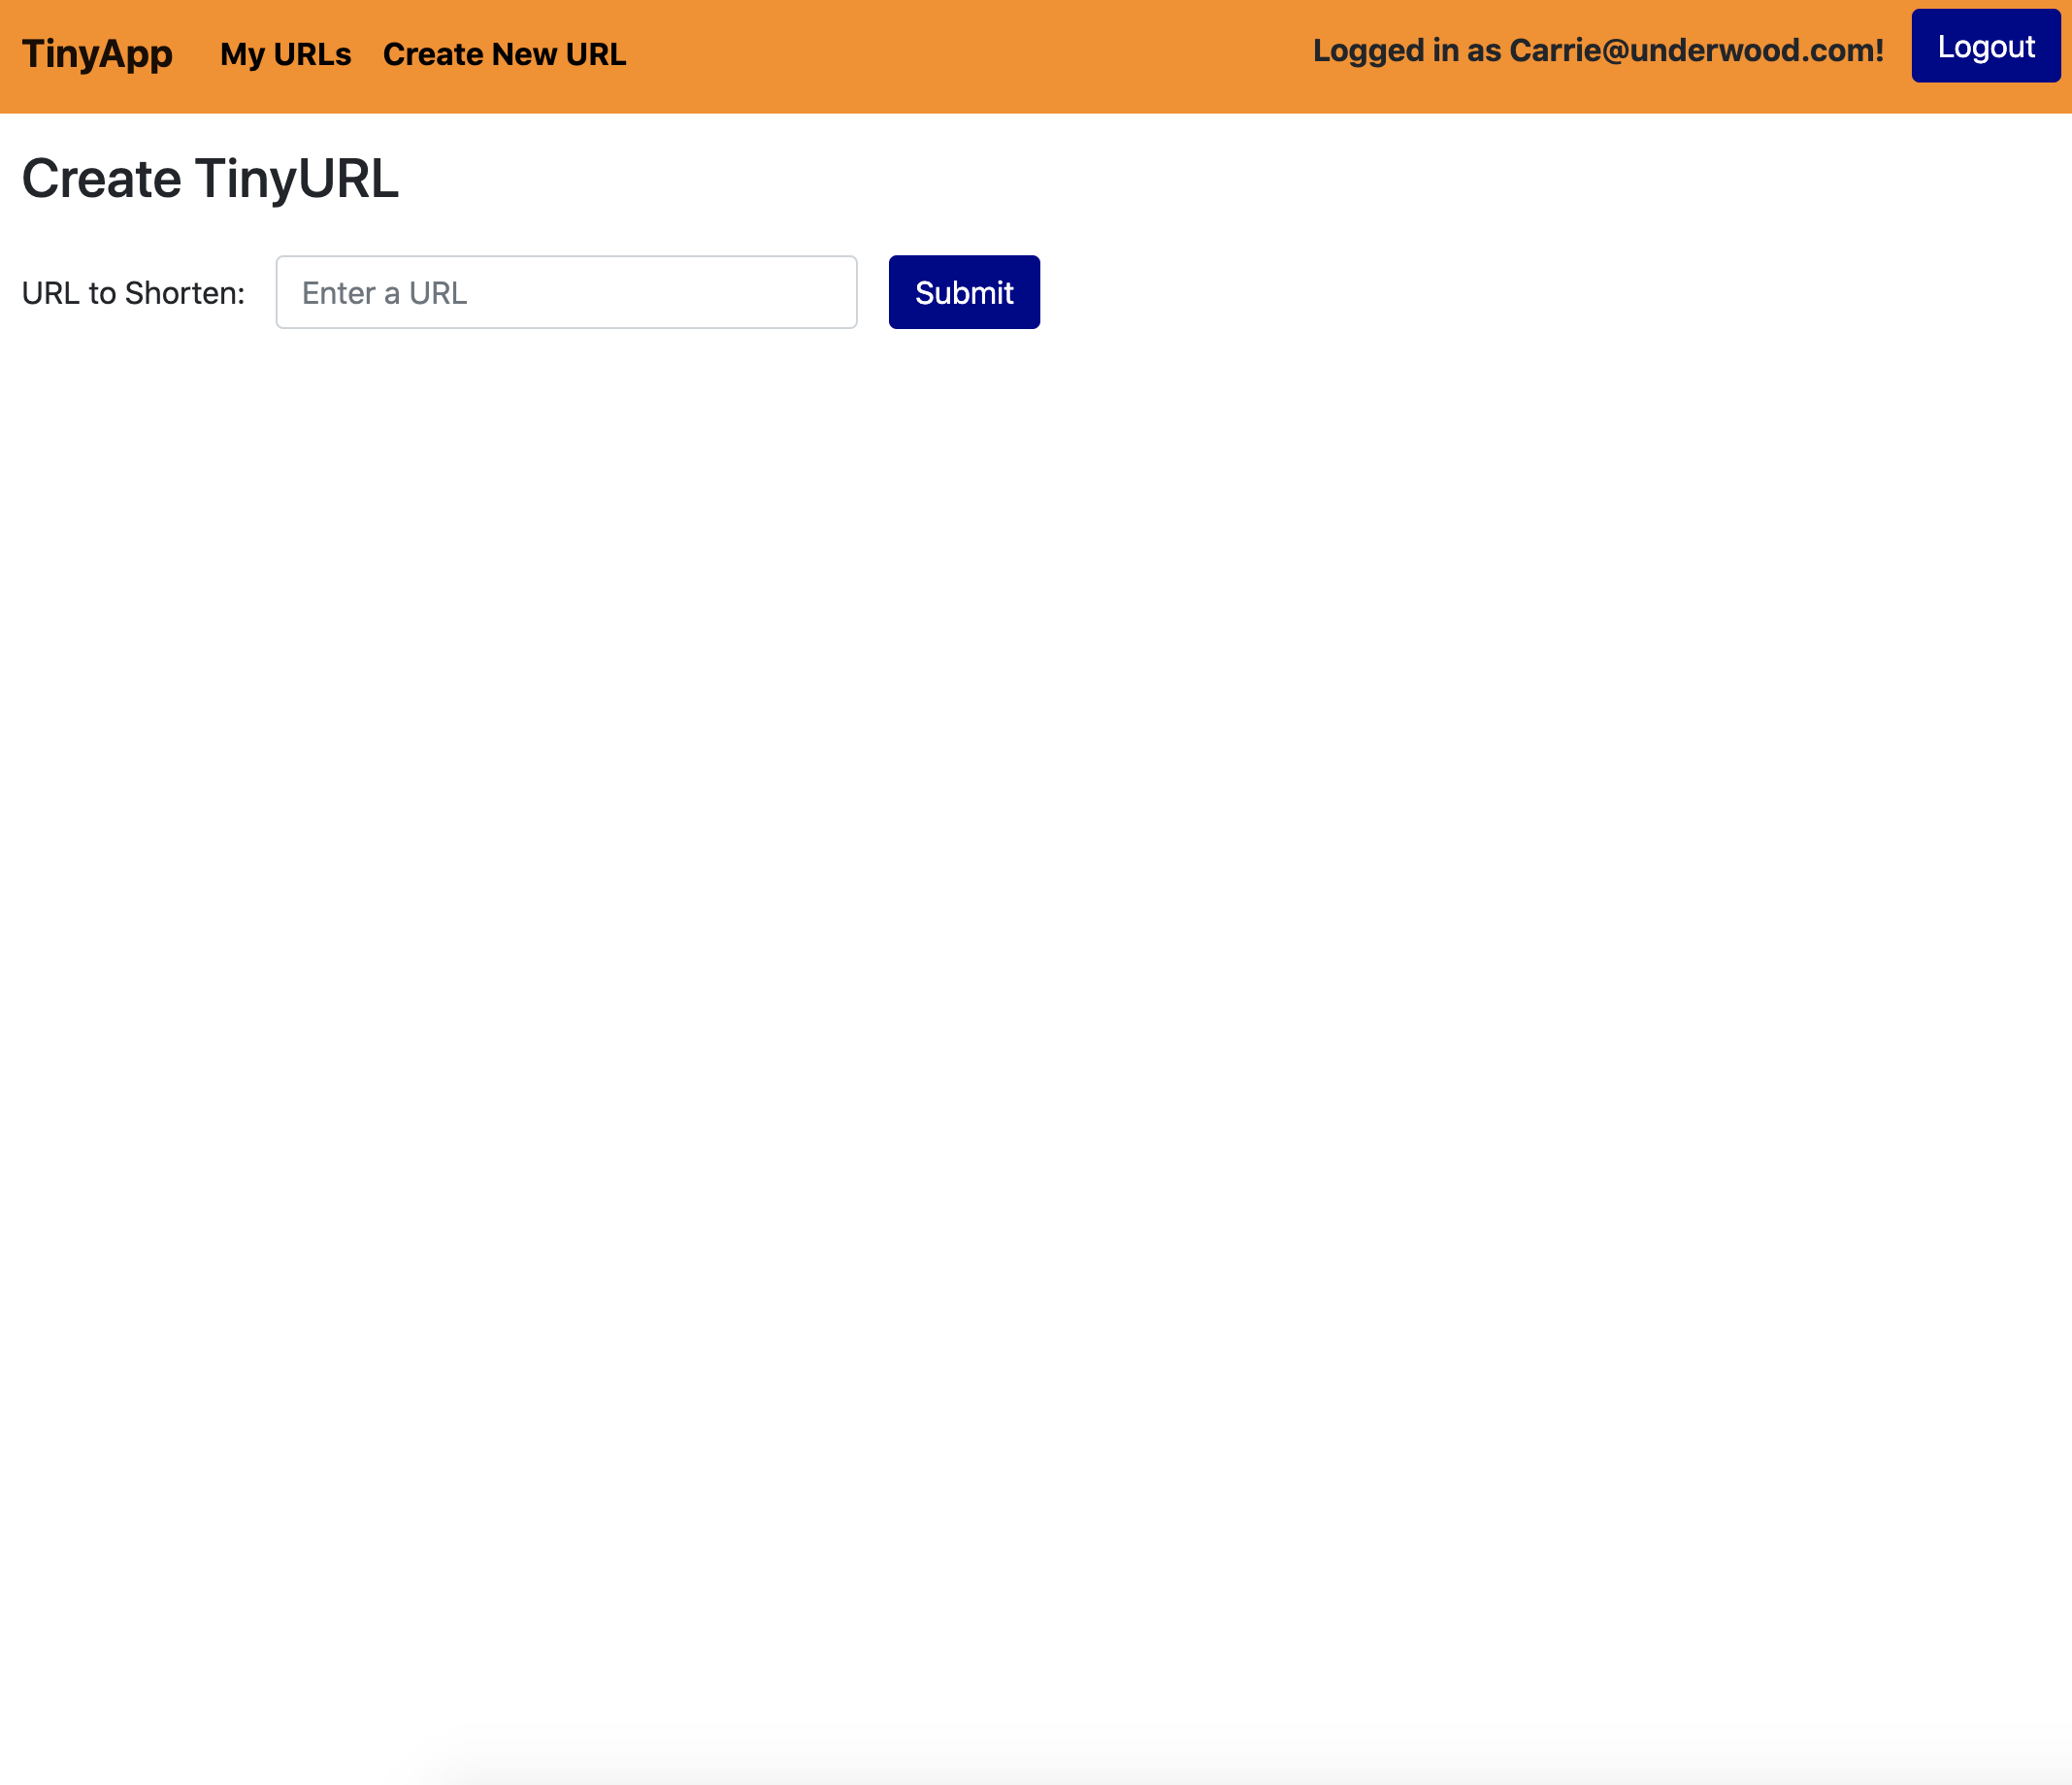 TinyApp My URLs Create New URL Logged in as Carrie@underwood.com! Logout
Create TinyURL
URL to Shorten: Enter a URL Submit